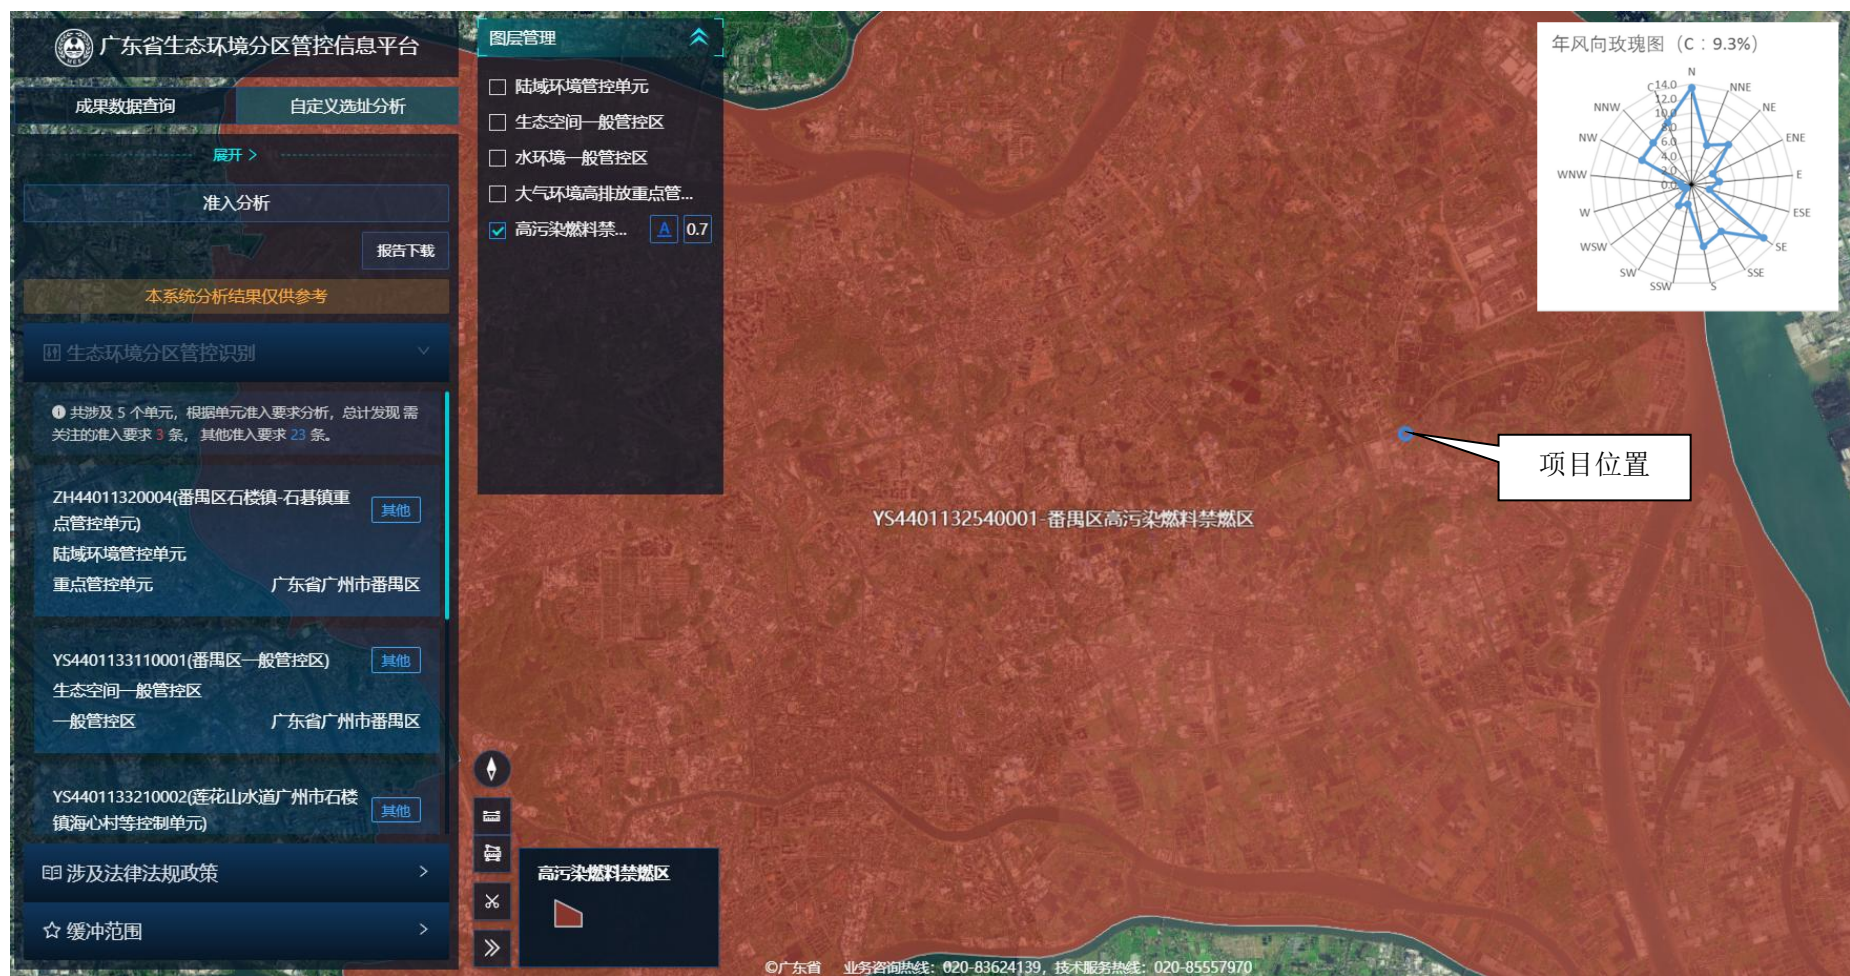 广东省生态环境分区管控信息平台
成果数据查询
自定义选址分析
展开 >
准入分析
报告下载
本系统分析结果仅供参考
生态环境分区管控识别
共涉及 5 个单元，根据单元准入要求分析，总计发现 需
关注的准入要求 3 条， 其他准入要求 23 条。
ZH44011320004(番禺区石楼镇-石碁镇重
点管控单元)
其他
陆域环境管控单元
重点管控单元
广东省广州市番禺区
YS4401133110001(番禺区一般管控区)
其他
生态空间一般管控区
一般管控区
广东省广州市番禺区
YS4401133210002(莲花山水道广州市石楼
镇海心村等控制单元)
其他
涉及法律法规政策
缓冲范围
图层管理
陆域环境管控单元
生态空间一般管控区
水环境一般管控区
大气环境高排放重点管...
高污染燃料禁...
A
0.7
高污染燃料禁燃区
YS4401132540001-番禺区高污染燃料禁燃区
项目位置
年风向玫瑰图（C：9.3%）
N
NNE
NE
ENE
E
ESE
SE
SSE
S
SSW
SW
WSW
W
WNW
NW
NNW
C
14.0
12.0
10.0
8.0
6.0
4.0
2.0
0.0
©广东省
业务咨询热线：020-83624139，技术服务热线：020-85557970